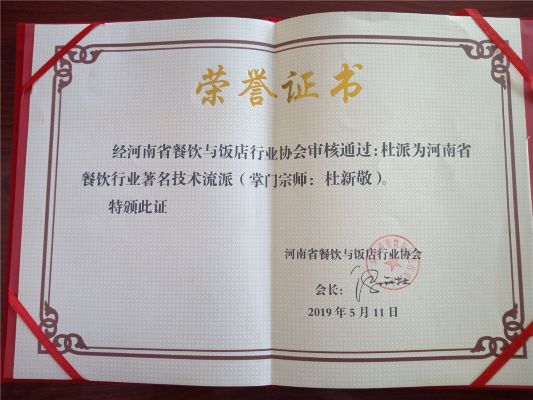 荣誉证书
经河南省餐饮与饭店行业协会审核通过：杜派为河南省
餐饮行业著名技术流派（掌门宗师：杜新敬）。
特颁此证
河南省餐饮与饭店行业协会
会长：
2019年5月11日